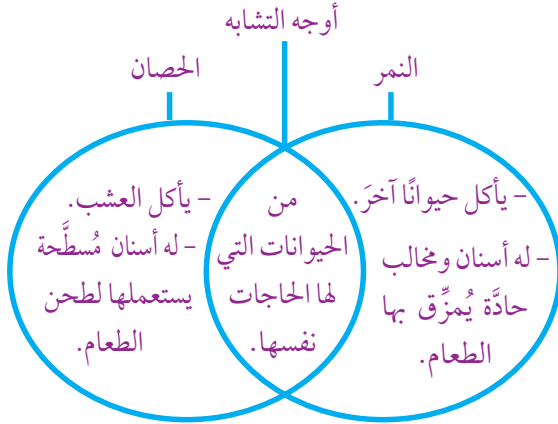 أوجه التشابه
النمر
الحصان
– يأكل حيوانًا آخرَ.
– له أسنان ومخالب
حادَّة يُمزِّق بها
الطعام.
من
الحيوانات التي
لها الحاجات
نفسها.
– يأكل العشب.
– له أسنان مُسطَّحة
يستعملها لطحن
الطعام.